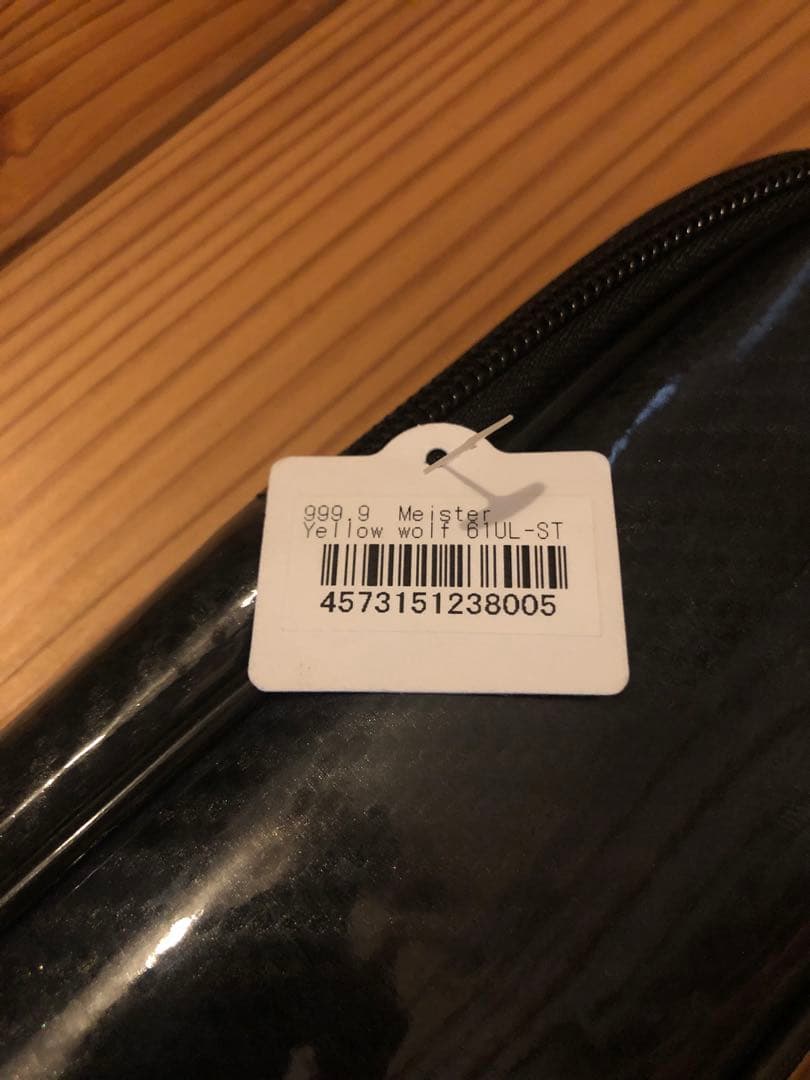 999.9 Meister
Yellow wolf 61UL-ST
4573151238005